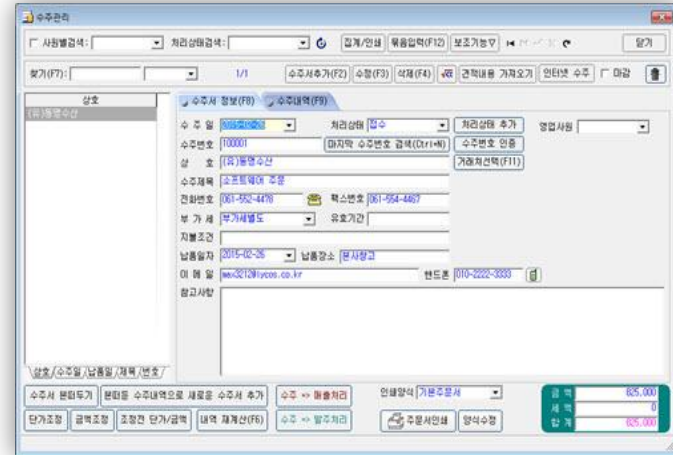 수주관리
사원별검색: 처리상태검색: 집계/인쇄 묶음입력(F12) 보조기능▽ 닫기
찾기(F7): 1/1 수주서추가(F2) 수정(F3) 삭제(F4) √αε 견적내용 가져오기 인터넷 수주 마감
상호 수주서 정보(F8) 수주내역(F9)
(유)동명수산
수 주 일 2015-02-26 처리상태 접수 처리상태 추가 영업사원
수주번호 100001 마지막 수주번호 검색(Ctrl+N) 수주번호 인증
상 호 (유)동명수산 거래처선택(F11)
수주제목 소프트웨어 주문
전화번호 061-552-4478 팩스번호 061-554-4467
부 가 세 부가세별도 유효기간
지불조건
납품일자 2015-02-26 납품장소 본사창고
이 메 일 wex3212@lycos.co.kr 핸드폰 010-2222-3333
참고사항
상호/수주일/납품일/제목/번호
수주서 본떠두기 본떠둔 수주내역으로 새로운 수주서 추가 수주 => 매출처리 인쇄양식 기본주문서 금 액 825,000
세 액 0
단가조정 금액조정 조정전 단가/금액 내역 재계산(F6) 수주 => 발주처리 주문서인쇄 양식수정 합 계 825,000